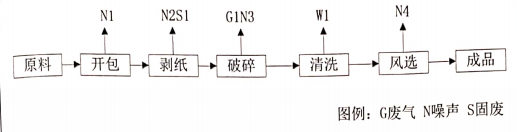 N1 N2S1 G1N3 W1 N4
原料 开包 剥纸 破碎 清洗 风选 成品
图例：G废气 N噪声 S固废